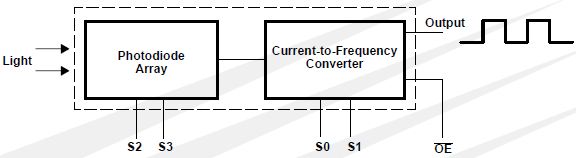 Light
Photodiode
Array
Current-to-Frequency
Converter
Output
S2 S3
S0 S1
OE